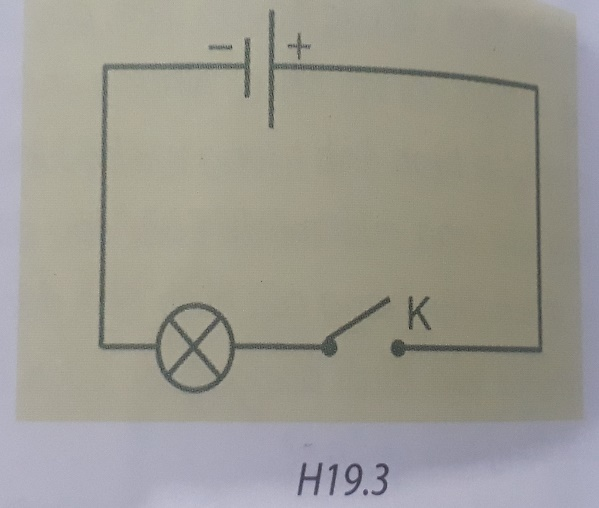 − +
K
H19.3